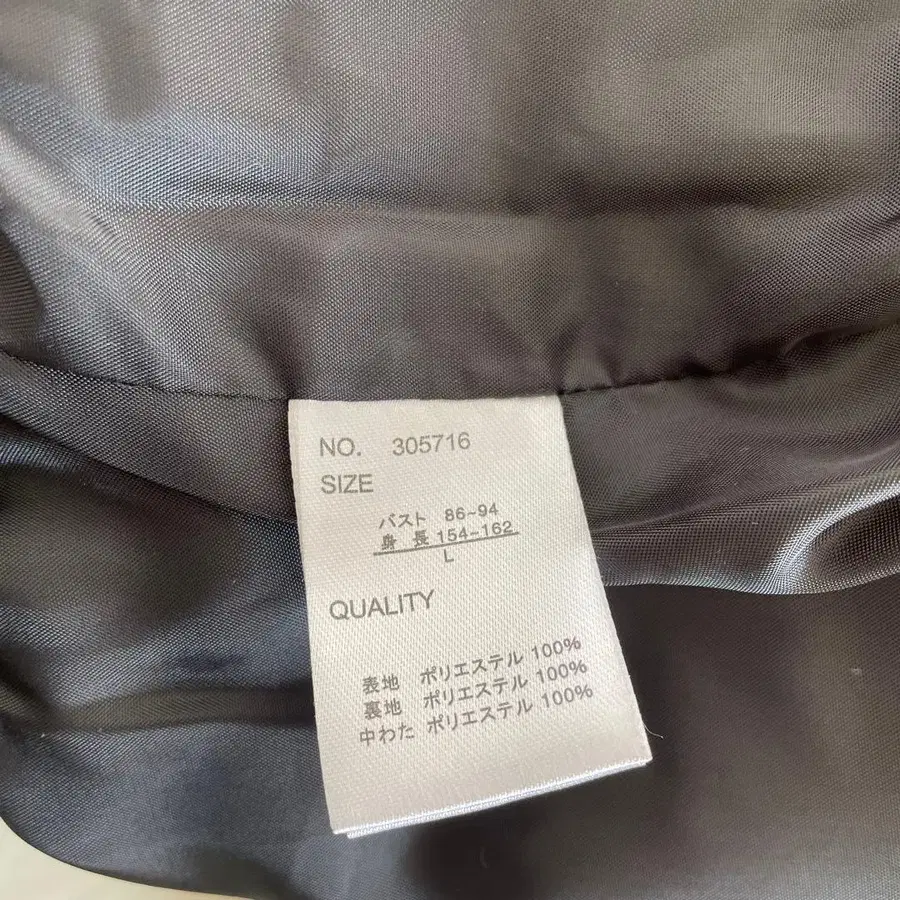 NO. 305716
SIZE
バスト 86~94
身長 154-162
L
QUALITY
表地 ポリエステル 100%
裏地 ポリエステル 100%
中わた ポリエステル 100%